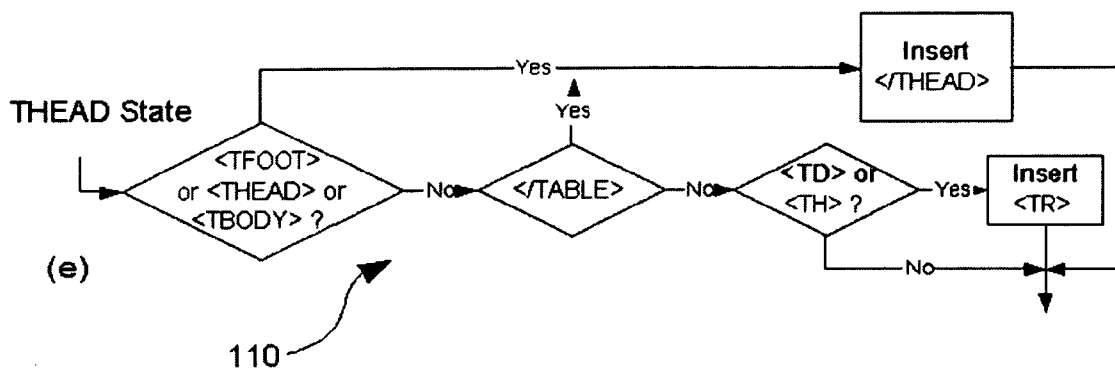 Insert
</THEAD>
Yes
Yes
THEAD State
<TFOOT>
or <THEAD> or
<TBODY> ?
No
</TABLE>
No
<TD> or
<TH> ?
Yes
Insert
<TR>
No
(e)
110